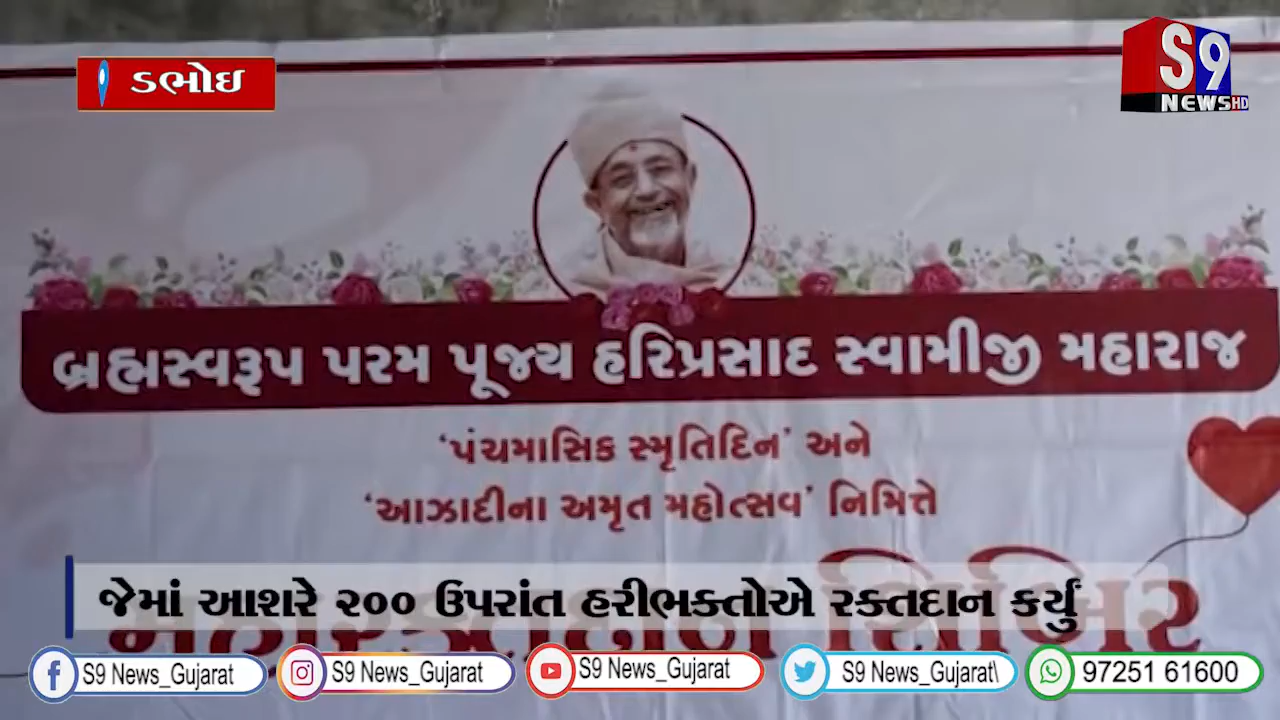 ડભોઇ
S9
NEWS HD
બ્રહ્મસ્વરૂપ પરમ પૂજ્ય હરિપ્રસાદ સ્વામીજી મહારાજ
'પંચમાસિક સ્મૃતિદિન' અને
'આઝાદીના અમૃત મહોત્સવ' નિમિત્તે
જેમાં આશરે ૨૦૦ ઉપરાંત હરીભક્તોએ રક્તદાન કર્યું
S9 News_Gujarat S9 News_Gujarat S9 News_Gujarat S9 News_Gujarat\ 97251 61600